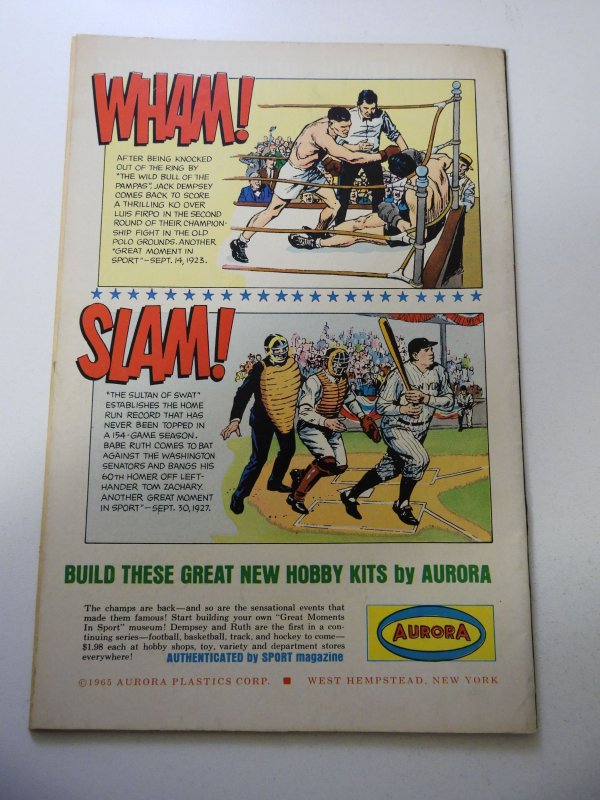 WHAM!
AFTER BEING KNOCKED
OUT OF THE RING BY
"THE WILD BULL OF THE
PAMPAS", JACK DEMPSEY
COMES BACK TO SCORE
A THRILLING KO OVER
LUIS FIRPO IN THE SECOND
ROUND OF THEIR CHAMPION-
SHIP FIGHT IN THE OLD
POLO GROUNDS. ANOTHER
"GREAT MOMENT IN
SPORT"—SEPT. 14, 1923.
SLAM!
"THE SULTAN OF SWAT"
ESTABLISHES THE HOME
RUN RECORD THAT HAS
NEVER BEEN TOPPED IN
A 154-GAME SEASON.
BABE RUTH COMES TO BAT
AGAINST THE WASHINGTON
SENATORS AND BANGS HIS
60TH HOMER OFF LEFT-
HANDER TOM ZACHARY.
ANOTHER GREAT MOMENT
IN SPORT"—SEPT. 30, 1927.
NEW YORK
BUILD THESE GREAT NEW HOBBY KITS by AURORA
The champs are back—and so are the sensational events that
made them famous! Start building your own "Great Moments
In Sport" museum! Dempsey and Ruth are the first in a con-
tinuing series—football, basketball, track, and hockey to come—
$1.98 each at hobby shops, toy, variety and department stores
everywhere! AUTHENTICATED by SPORT magazine
AURORA
©1965 AURORA PLASTICS CORP. ■ WEST HEMPSTEAD, NEW YORK